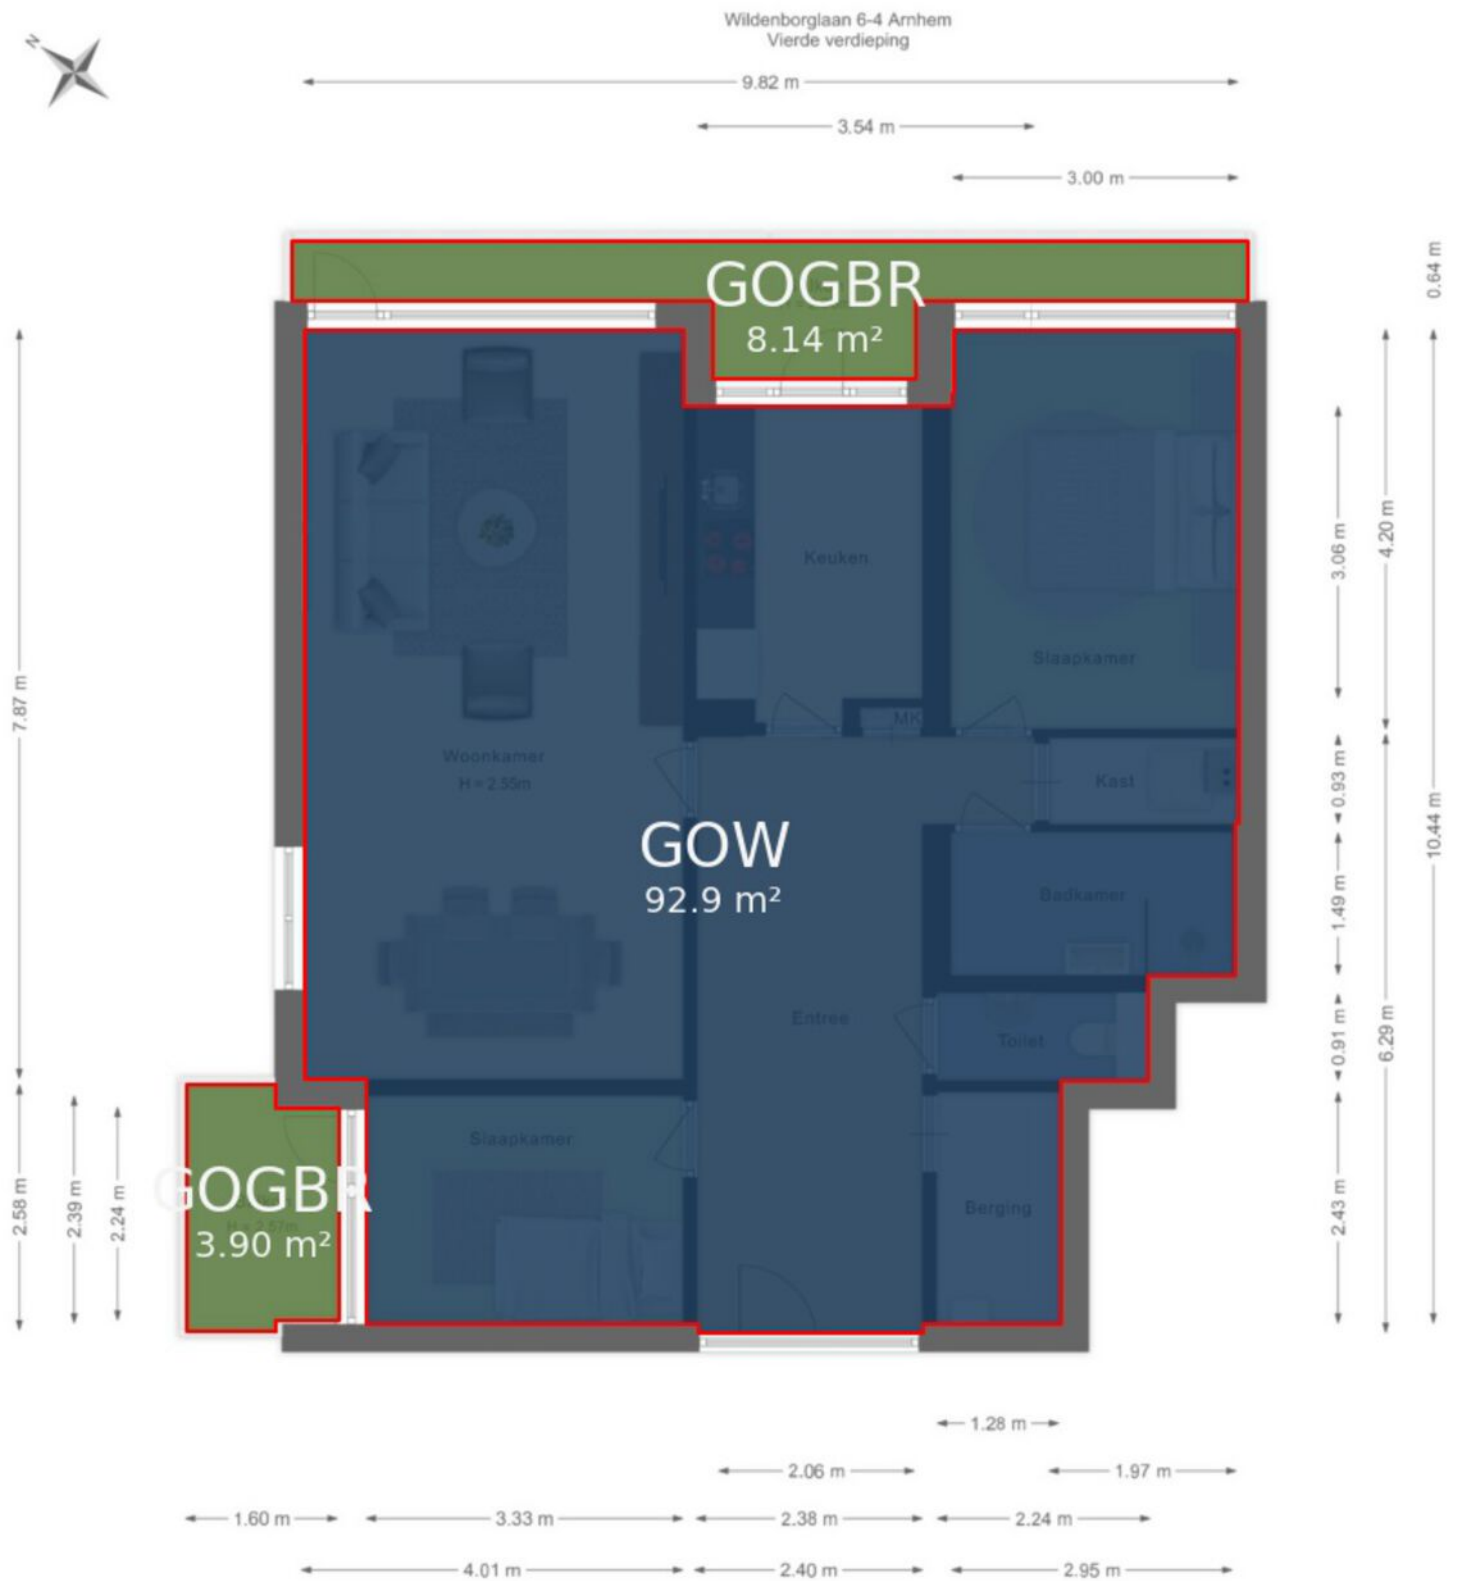 Wildenborglaan 6-4 Arnhem
Vierde verdieping
N
9.82 m
3.54 m
3.00 m
0.64 m
GOGBR
8.14 m²
7.87 m
Keuken
3.06 m
4.20 m
Slaapkamer
MK
Woonkamer
H = 2.55m
Kast
0.93 m
10.44 m
GOW
92.9 m²
Badkamer
1.49 m
Entree
Toilet
0.91 m
6.29 m
Slaapkamer
GOGBR
H = 2.57m
3.90 m²
2.58 m
2.39 m
2.24 m
Berging
2.43 m
1.28 m
2.06 m
1.97 m
1.60 m
3.33 m
2.38 m
2.24 m
4.01 m
2.40 m
2.95 m